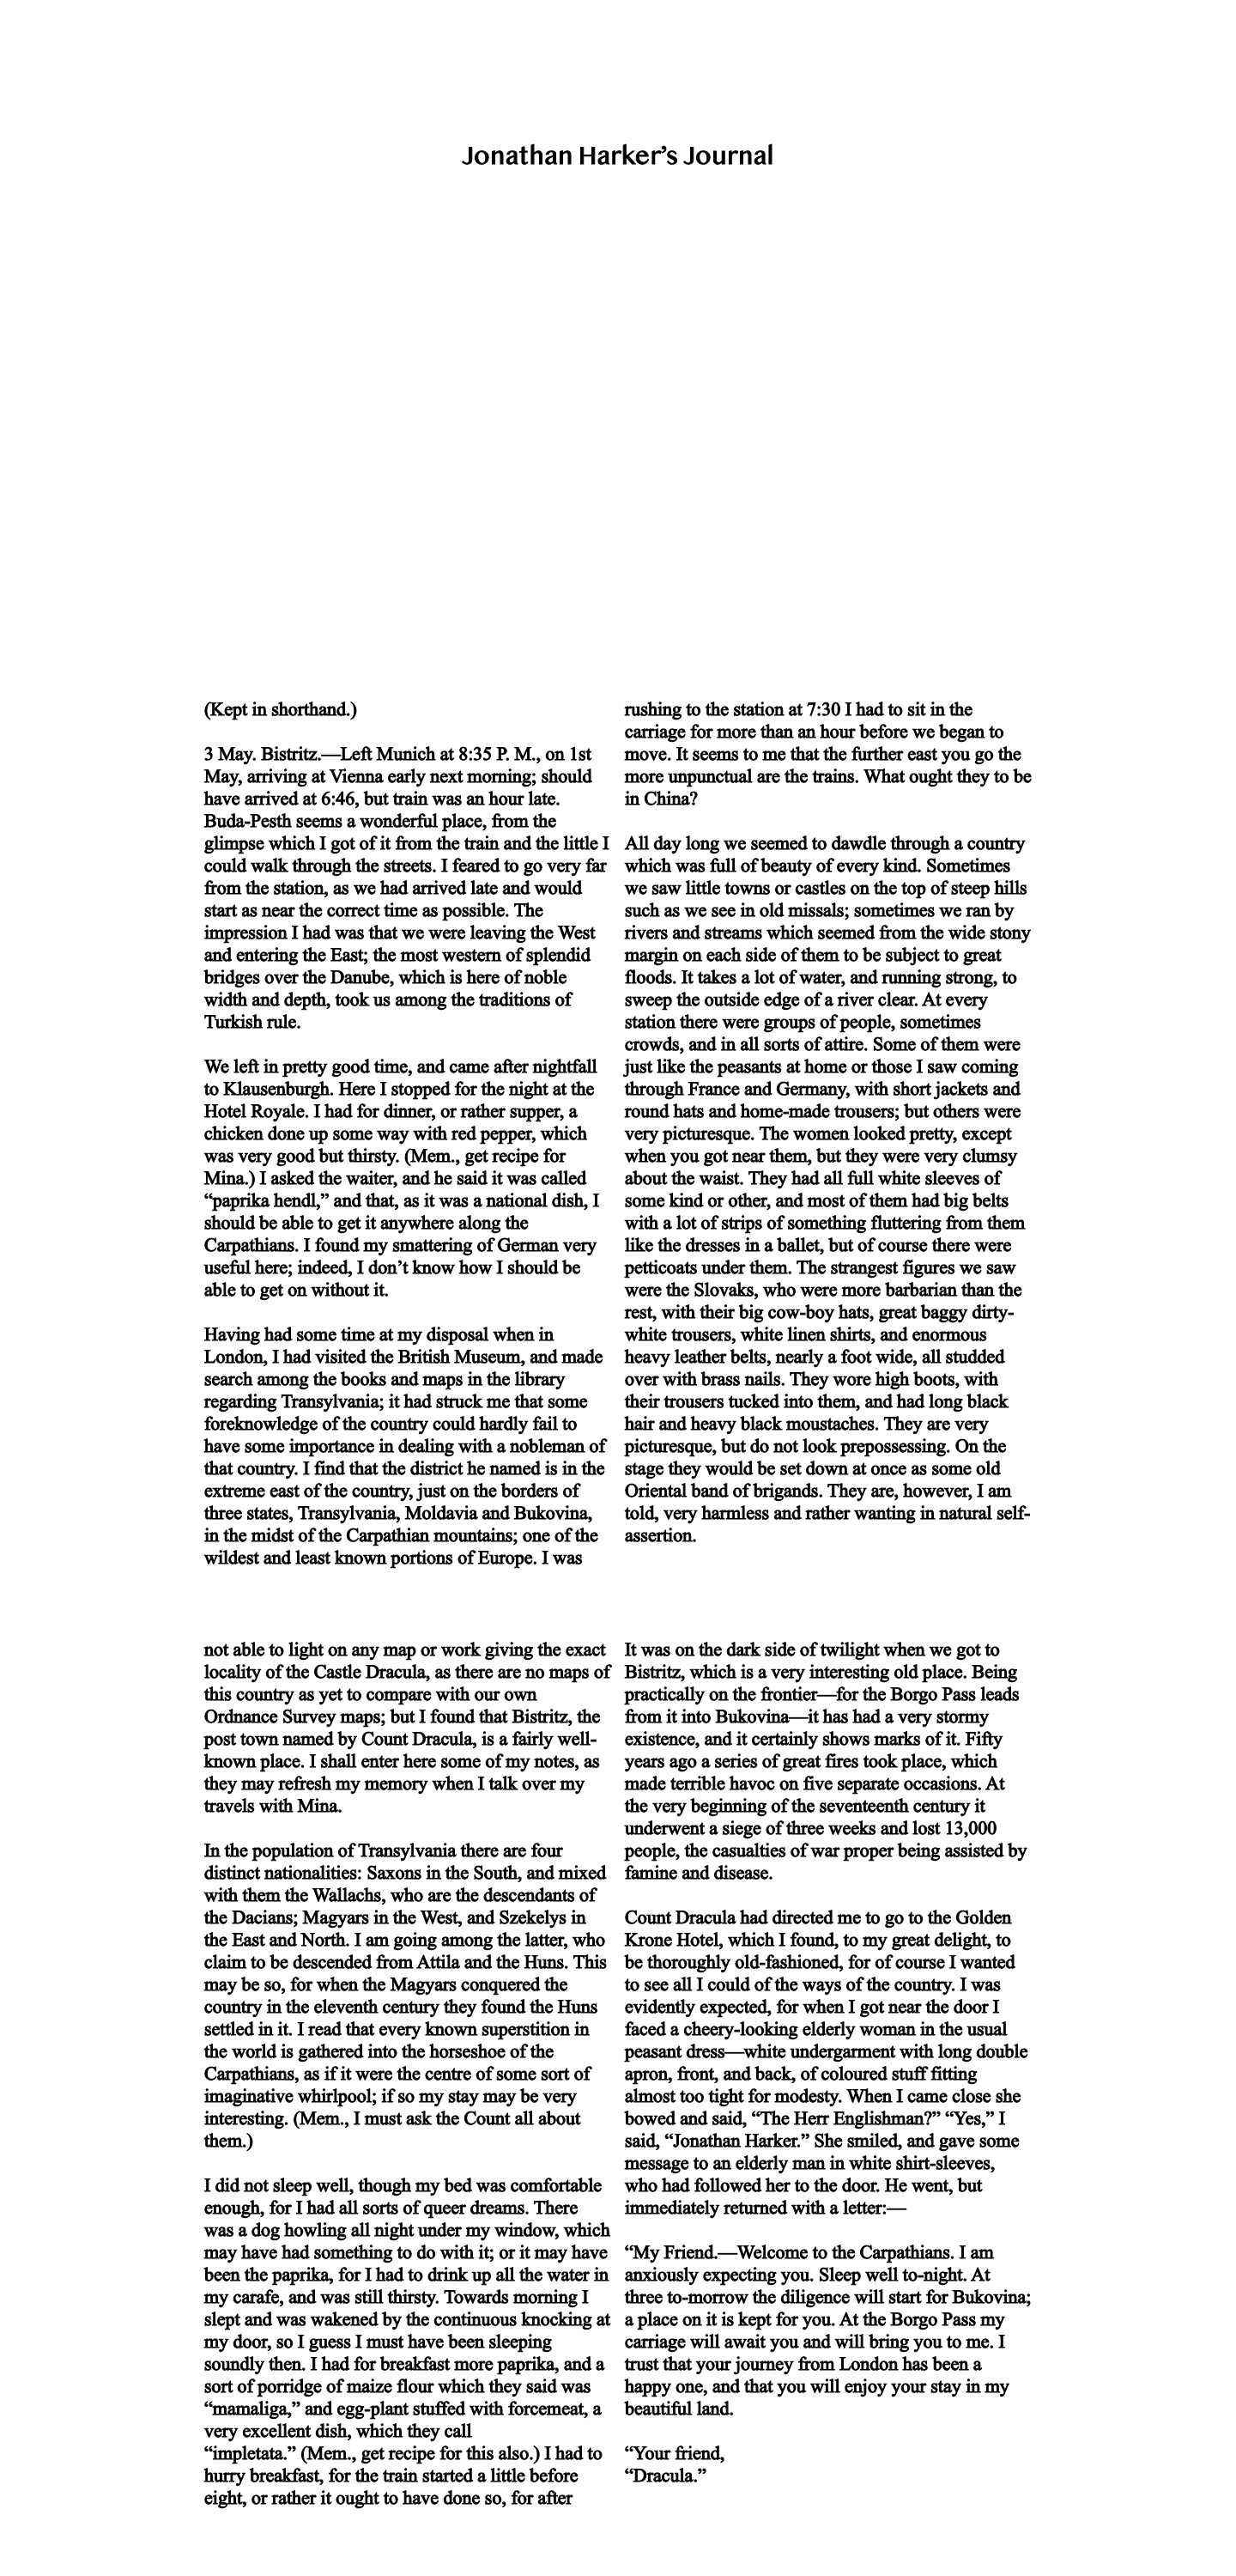 Jonathan Harker’s Journal
(Kept in shorthand.)
3 May. Bistritz.—Left Munich at 8:35 P. M., on 1st
May, arriving at Vienna early next morning; should
have arrived at 6:46, but train was an hour late.
Buda-Pesth seems a wonderful place, from the
glimpse which I got of it from the train and the little I
could walk through the streets. I feared to go very far
from the station, as we had arrived late and would
start as near the correct time as possible. The
impression I had was that we were leaving the West
and entering the East; the most western of splendid
bridges over the Danube, which is here of noble
width and depth, took us among the traditions of
Turkish rule.
We left in pretty good time, and came after nightfall
to Klausenburgh. Here I stopped for the night at the
Hotel Royale. I had for dinner, or rather supper, a
chicken done up some way with red pepper, which
was very good but thirsty. (Mem., get recipe for
Mina.) I asked the waiter, and he said it was called
“paprika hendl,” and that, as it was a national dish, I
should be able to get it anywhere along the
Carpathians. I found my smattering of German very
useful here; indeed, I don’t know how I should be
able to get on without it.
Having had some time at my disposal when in
London, I had visited the British Museum, and made
search among the books and maps in the library
regarding Transylvania; it had struck me that some
foreknowledge of the country could hardly fail to
have some importance in dealing with a nobleman of
that country. I find that the district he named is in the
extreme east of the country, just on the borders of
three states, Transylvania, Moldavia and Bukovina,
in the midst of the Carpathian mountains; one of the
wildest and least known portions of Europe. I was
not able to light on any map or work giving the exact
locality of the Castle Dracula, as there are no maps of
this country as yet to compare with our own
Ordnance Survey maps; but I found that Bistritz, the
post town named by Count Dracula, is a fairly well-
known place. I shall enter here some of my notes, as
they may refresh my memory when I talk over my
travels with Mina.
In the population of Transylvania there are four
distinct nationalities: Saxons in the South, and mixed
with them the Wallachs, who are the descendants of
the Dacians; Magyars in the West, and Szekelys in
the East and North. I am going among the latter, who
claim to be descended from Attila and the Huns. This
may be so, for when the Magyars conquered the
country in the eleventh century they found the Huns
settled in it. I read that every known superstition in
the world is gathered into the horseshoe of the
Carpathians, as if it were the centre of some sort of
imaginative whirlpool; if so my stay may be very
interesting. (Mem., I must ask the Count all about
them.)
I did not sleep well, though my bed was comfortable
enough, for I had all sorts of queer dreams. There
was a dog howling all night under my window, which
may have had something to do with it; or it may have
been the paprika, for I had to drink up all the water in
my carafe, and was still thirsty. Towards morning I
slept and was wakened by the continuous knocking at
my door, so I guess I must have been sleeping
soundly then. I had for breakfast more paprika, and a
sort of porridge of maize flour which they said was
“mamaliga,” and egg-plant stuffed with forcemeat, a
very excellent dish, which they call
“impletata.” (Mem., get recipe for this also.) I had to
hurry breakfast, for the train started a little before
eight, or rather it ought to have done so, for after
rushing to the station at 7:30 I had to sit in the
carriage for more than an hour before we began to
move. It seems to me that the further east you go the
more unpunctual are the trains. What ought they to be
in China?
All day long we seemed to dawdle through a country
which was full of beauty of every kind. Sometimes
we saw little towns or castles on the top of steep hills
such as we see in old missals; sometimes we ran by
rivers and streams which seemed from the wide stony
margin on each side of them to be subject to great
floods. It takes a lot of water, and running strong, to
sweep the outside edge of a river clear. At every
station there were groups of people, sometimes
crowds, and in all sorts of attire. Some of them were
just like the peasants at home or those I saw coming
through France and Germany, with short jackets and
round hats and home-made trousers; but others were
very picturesque. The women looked pretty, except
when you got near them, but they were very clumsy
about the waist. They had all full white sleeves of
some kind or other, and most of them had big belts
with a lot of strips of something fluttering from them
like the dresses in a ballet, but of course there were
petticoats under them. The strangest figures we saw
were the Slovaks, who were more barbarian than the
rest, with their big cow-boy hats, great baggy dirty-
white trousers, white linen shirts, and enormous
heavy leather belts, nearly a foot wide, all studded
over with brass nails. They wore high boots, with
their trousers tucked into them, and had long black
hair and heavy black moustaches. They are very
picturesque, but do not look prepossessing. On the
stage they would be set down at once as some old
Oriental band of brigands. They are, however, I am
told, very harmless and rather wanting in natural self-
assertion.
It was on the dark side of twilight when we got to
Bistritz, which is a very interesting old place. Being
practically on the frontier—for the Borgo Pass leads
from it into Bukovina—it has had a very stormy
existence, and it certainly shows marks of it. Fifty
years ago a series of great fires took place, which
made terrible havoc on five separate occasions. At
the very beginning of the seventeenth century it
underwent a siege of three weeks and lost 13,000
people, the casualties of war proper being assisted by
famine and disease.
Count Dracula had directed me to go to the Golden
Krone Hotel, which I found, to my great delight, to
be thoroughly old-fashioned, for of course I wanted
to see all I could of the ways of the country. I was
evidently expected, for when I got near the door I
faced a cheery-looking elderly woman in the usual
peasant dress—white undergarment with long double
apron, front, and back, of coloured stuff fitting
almost too tight for modesty. When I came close she
bowed and said, “The Herr Englishman?” “Yes,” I
said, “Jonathan Harker.” She smiled, and gave some
message to an elderly man in white shirt-sleeves,
who had followed her to the door. He went, but
immediately returned with a letter:—
“My Friend.—Welcome to the Carpathians. I am
anxiously expecting you. Sleep well to-night. At
three to-morrow the diligence will start for Bukovina;
a place on it is kept for you. At the Borgo Pass my
carriage will await you and will bring you to me. I
trust that your journey from London has been a
happy one, and that you will enjoy your stay in my
beautiful land.
“Your friend,
“Dracula.”